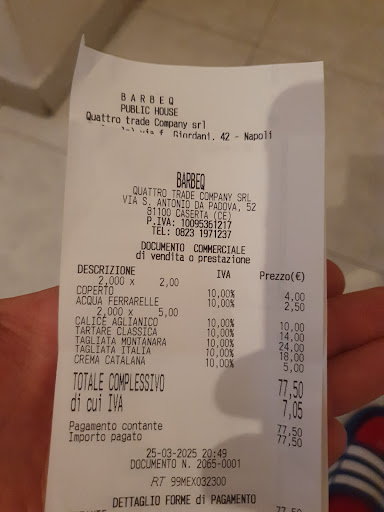 BARBEQ
PUBLIC HOUSE
Quattro trade Company srl
via f. Giordani, 42 - Napoli
BARBEQ
QUATTRO TRADE COMPANY SRL
VIA S. ANTONIO DA PADOVA, 52
81100 CASERTA (CE)
P.IVA: 10095361217
TEL: 0823 1971237
DOCUMENTO COMMERCIALE
di vendita o prestazione
DESCRIZIONE IVA Prezzo(€)
2,000 x 2,00
COPERTO 10,00% 4,00
ACQUA FERRARELLE 10,00% 2,50
2,000 x 5,00
CALICE AGLIANICO 10,00% 10,00
TARTARE CLASSICA 10,00% 14,00
TAGLIATA MONTANARA 10,00% 24,00
TAGLIATA ITALIA 10,00% 18,00
CREMA CATALANA 10,00% 5,00
TOTALE COMPLESSIVO 77,50
di cui IVA 7,05
Pagamento contante 77,50
Importo pagato 77,50
25-03-2025 20:49
DOCUMENTO N. 2065-0001
RT 99MEX032300
DETTAGLIO FORME di PAGAMENTO
77,50